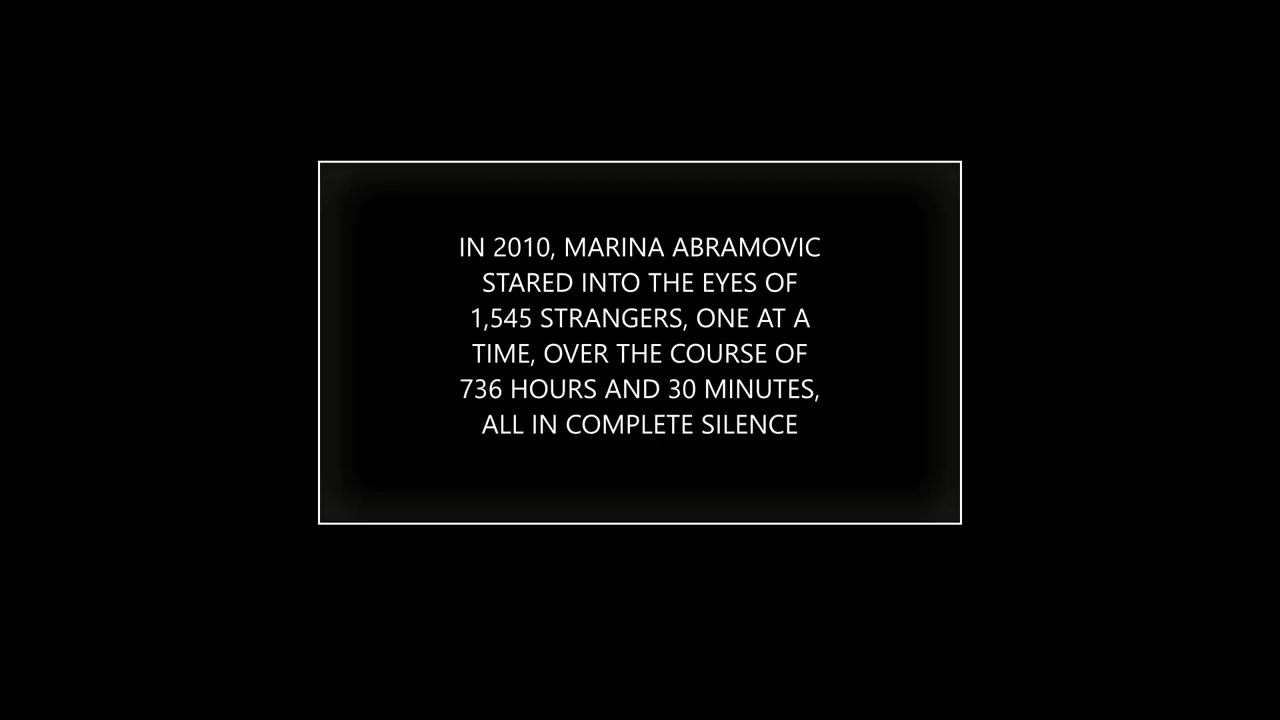 IN 2010, MARINA ABRAMOVIC
STARED INTO THE EYES OF
1,545 STRANGERS, ONE AT A
TIME, OVER THE COURSE OF
736 HOURS AND 30 MINUTES,
ALL IN COMPLETE SILENCE